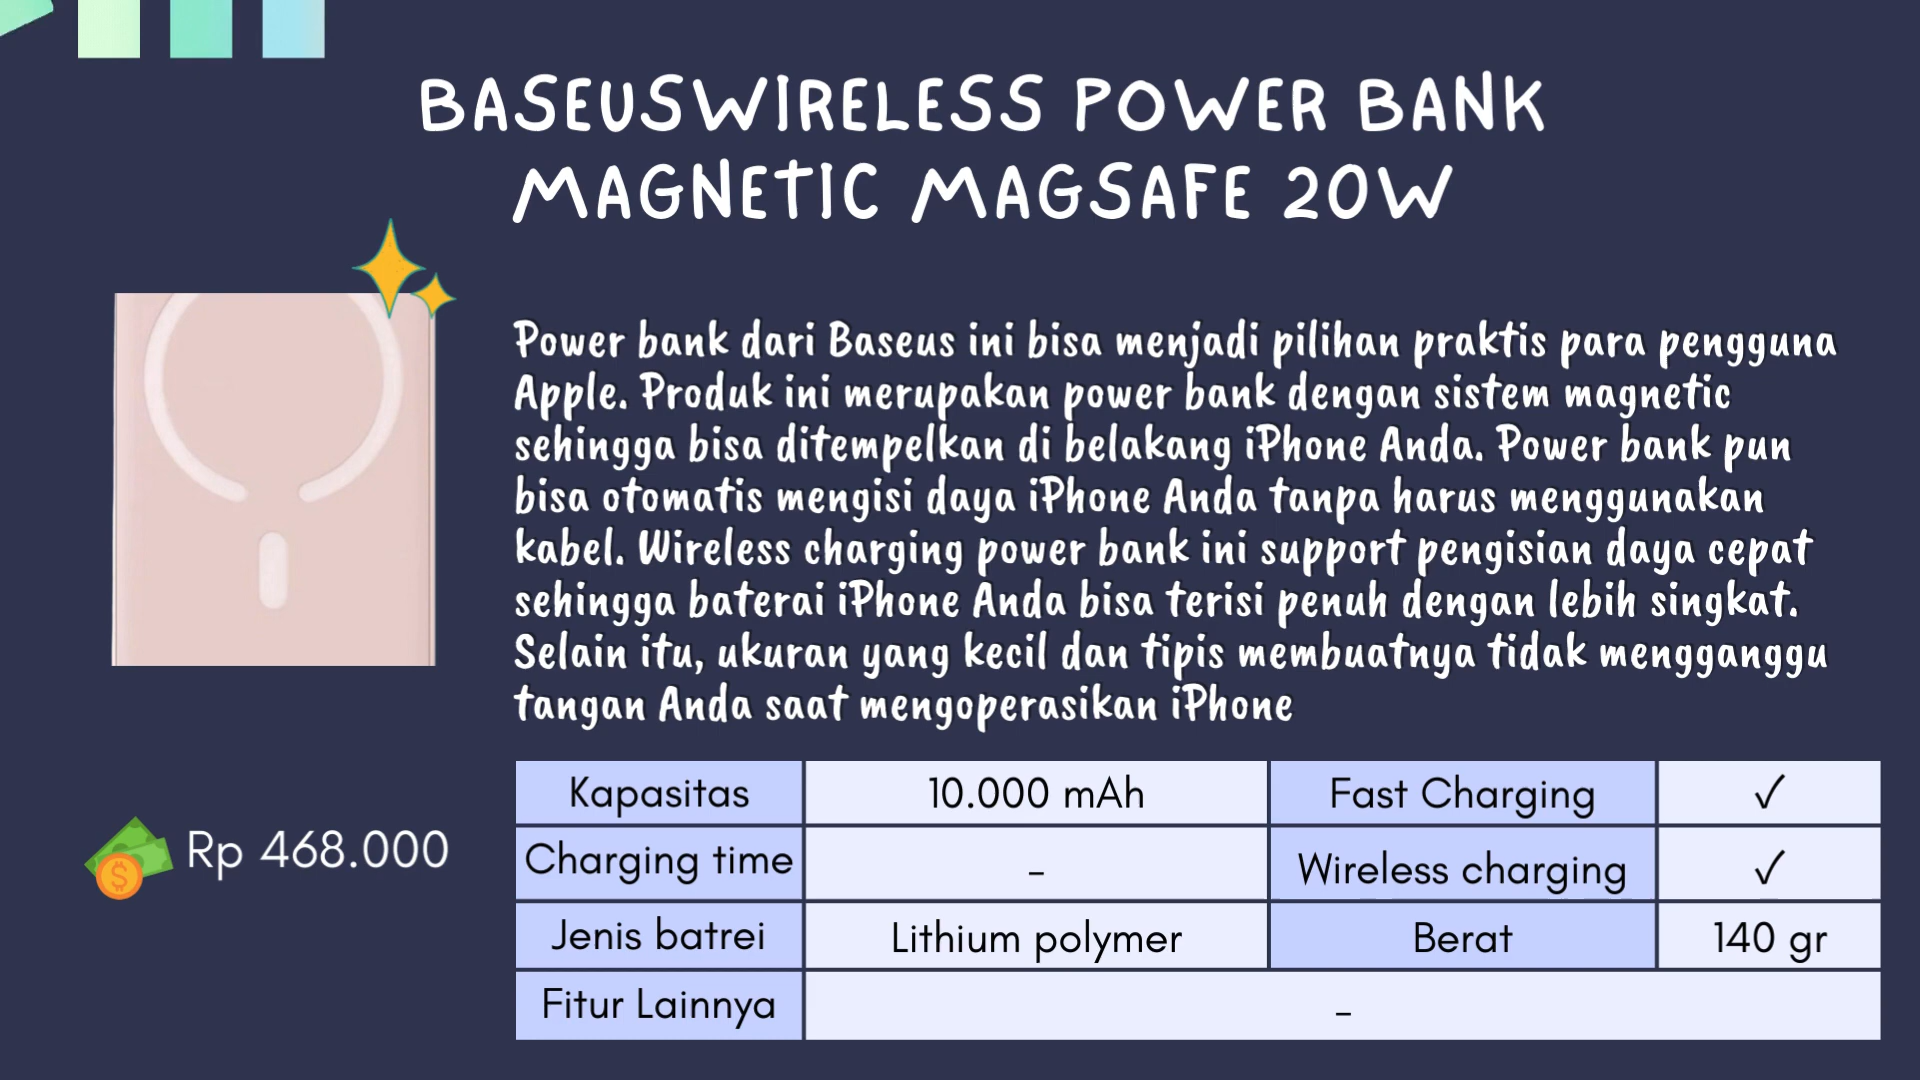 BASEUSWIRELESS POWER BANK
MAGNETIC MAGSAFE 20W
Power bank dari Baseus ini bisa menjadi pilihan praktis para pengguna
Apple. Produk ini merupakan power bank dengan sistem magnetic
sehingga bisa ditempelkan di belakang iPhone Anda. Power bank pun
bisa otomatis mengisi daya iPhone Anda tanpa harus menggunakan
kabel. Wireless charging power bank ini support pengisian daya cepat
sehingga baterai iPhone Anda bisa terisi penuh dengan lebih singkat.
Selain itu, ukuran yang kecil dan tipis membuatnya tidak mengganggu
tangan Anda saat mengoperasikan iPhone
Rp 468.000
Kapasitas 10.000 mAh Fast Charging ✓
Charging time - Wireless charging ✓
Jenis batrei Lithium polymer Berat 140 gr
Fitur Lainnya -